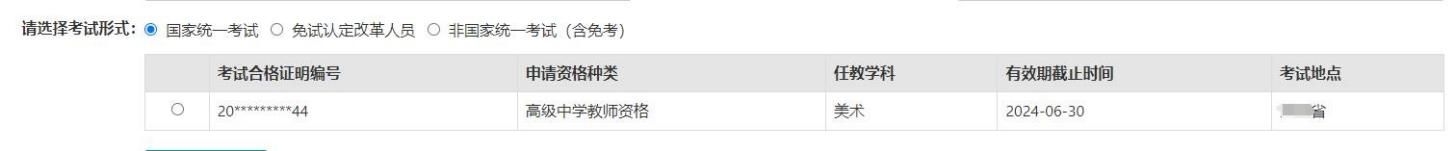 请选择考试形式: 国家统一考试 免试认定改革人员 非国家统一考试（含免考）
考试合格证明编号 申请资格种类 任教学科 有效期截止时间 考试地点
20*********44 高级中学教师资格 美术 2024-06-30 省